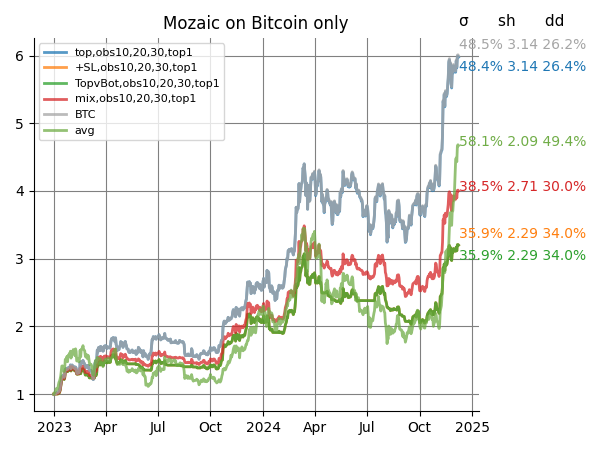 Mozaic on Bitcoin only
σ sh dd
top,obs10,20,30,top1
+SL,obs10,20,30,top1
TopvBot,obs10,20,30,top1
mix,obs10,20,30,top1
BTC
avg
48.5% 3.14 26.2%
48.4% 3.14 26.4%
58.1% 2.09 49.4%
38.5% 2.71 30.0%
35.9% 2.29 34.0%
35.9% 2.29 34.0%
6
5
4
3
2
1
2023 Apr Jul Oct 2024 Apr Jul Oct 2025